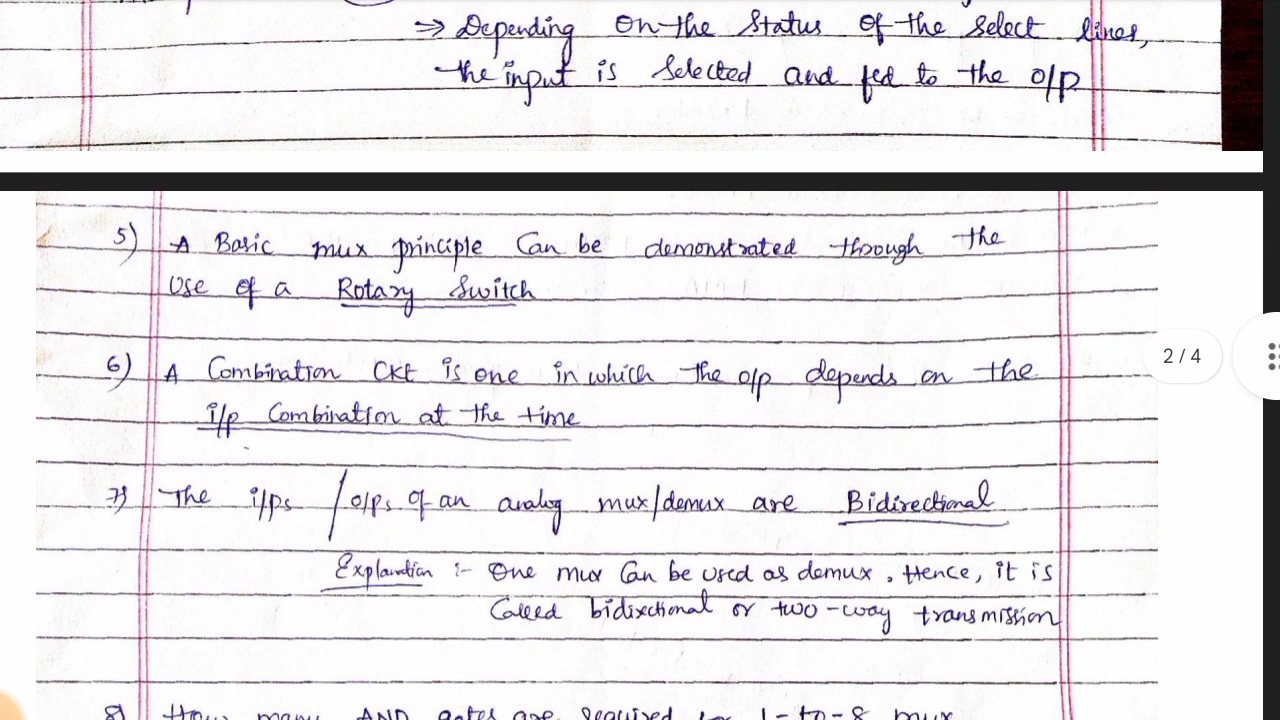 ⇒ Depending on the status of the select lines,
the input is selected and fed to the o/p
5) A Basic mux principle Can be demonstrated through the
Use of a Rotary Switch
6) A Combination CKt is one in which the o/p depends on the
i/p Combination at the time
2 / 4
7) The i/ps / o/ps of an analog mux/demux are Bidirectional
Explanation :- One mux Can be used as demux. Hence, it is
Called bidirectional or two-way transmission
8) How many AND gates are required for 1-to-8 mux